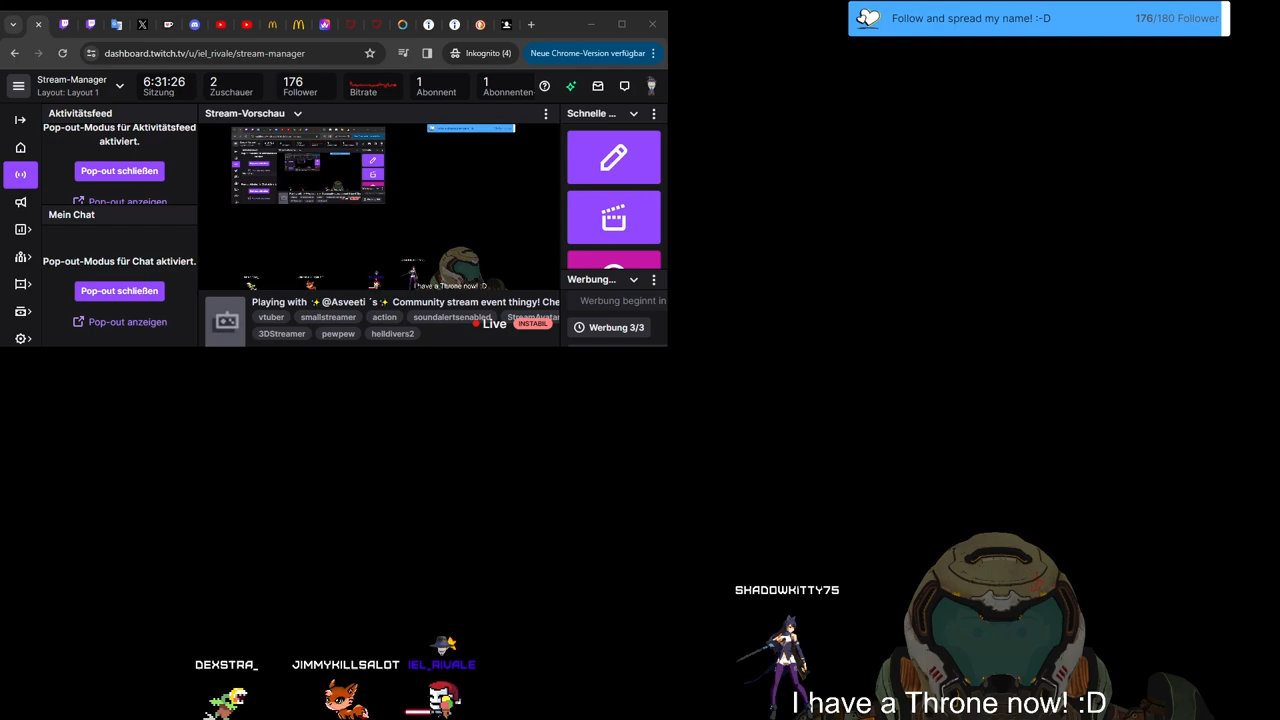 Follow and spread my name! :-D
176/180 Follower
dashboard.twitch.tv/u/iel_rivale/stream-manager
Inkognito (4)
Neue Chrome-Version verfügbar
Stream-Manager
Layout: Layout 1
6:31:26
Sitzung
2
Zuschauer
176
Follower
Bitrate
1
Abonnent
1
Abonnenten
Aktivitätsfeed
Pop-out-Modus für Aktivitätsfeed
aktiviert.
Pop-out schließen
Pop-out anzeigen
Mein Chat
Pop-out-Modus für Chat aktiviert.
Pop-out schließen
Pop-out anzeigen
Stream-Vorschau
I have a Throne now! :D
Playing with ✨@Asveeti ´s✨ Community stream event thingy! Che
vtuber
smallstreamer
action
soundalertsenabled
StreamAvatar
3DStreamer
pewpew
helldivers2
Live
INSTABIL
Schnelle ...
Werbung...
Werbung beginnt in
Werbung 3/3
SHADOWKITTY75
DEXSTRA_
JIMMYKILLSALOT
IEL_RIVALE
I have a Throne now! :D